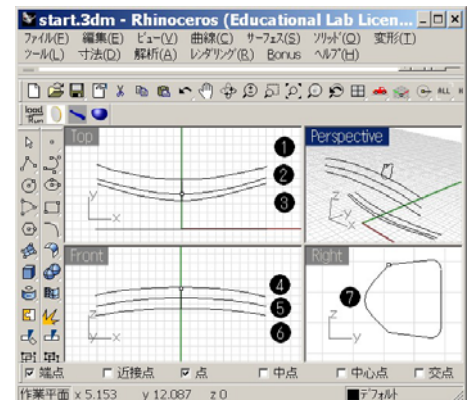 start.3dm - Rhinoceros (Educational Lab Licen...
ファイル(F) 編集(E) ビュー(V) 曲線(C) サーフェス(S) ソリッド(O) 変形(T)
ツール(L) 寸法(D) 解析(A) レンダリング(R) Bonus ヘルプ(H)
ALL
load
Run
Top
Perspective
1
2
3
y
x
z
y
x
Front
Right
4
5
6
7
z
y
x
z
y
端点 近接点 点 中点 中心点 交点
作業平面 x 5.153 y 12.087 z 0 デフォルト